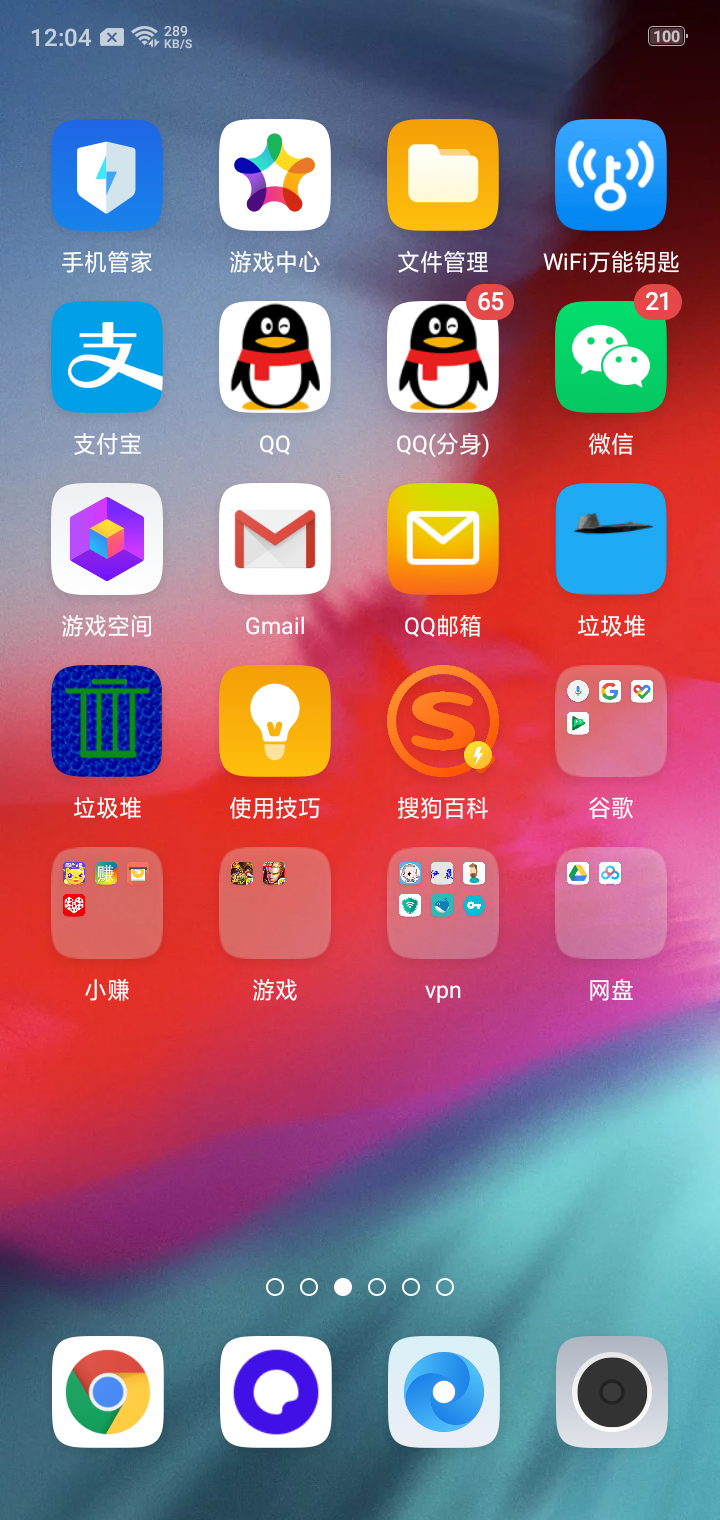 12:04
289
KB/S
100
手机管家
游戏中心
文件管理
WiFi万能钥匙
支付宝
QQ
65
QQ(分身)
21
微信
游戏空间
Gmail
QQ邮箱
垃圾堆
垃圾堆
使用技巧
搜狗百科
谷歌
赚
小赚
游戏
vpn
网盘